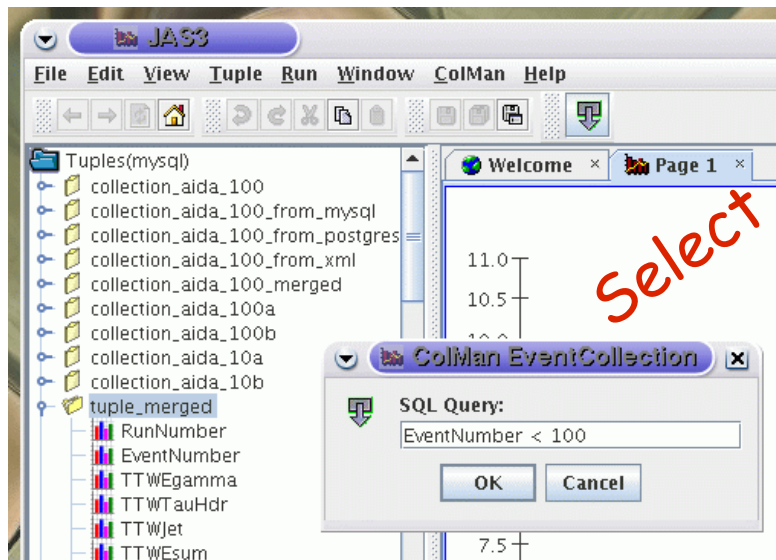 JAS3
File Edit View Tuple Run Window ColMan Help
Tuples(mysql)
collection_aida_100
collection_aida_100_from_mysql
collection_aida_100_from_postgres
collection_aida_100_from_xml
collection_aida_100_merged
collection_aida_100a
collection_aida_100b
collection_aida_10a
collection_aida_10b
tuple_merged
RunNumber
EventNumber
TTWEgamma
TTWTauHdr
TTWJet
TTWEsum
Welcome × Page 1 ×
Select
11.0
10.5
ColMan EventCollection
SQL Query:
EventNumber < 100
OK Cancel
7.5